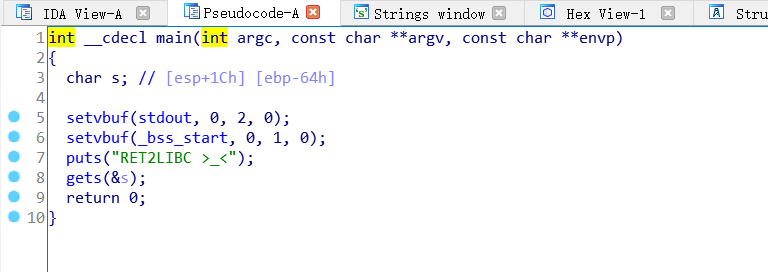 IDA View-A Pseudocode-A Strings window Hex View-1 Stru
1 int __cdecl main(int argc, const char **argv, const char **envp)
2 {
3 char s; // [esp+1Ch] [ebp-64h]
4
5 setvbuf(stdout, 0, 2, 0);
6 setvbuf(_bss_start, 0, 1, 0);
7 puts("RET2LIBC >_<");
8 gets(&s);
9 return 0;
10 }